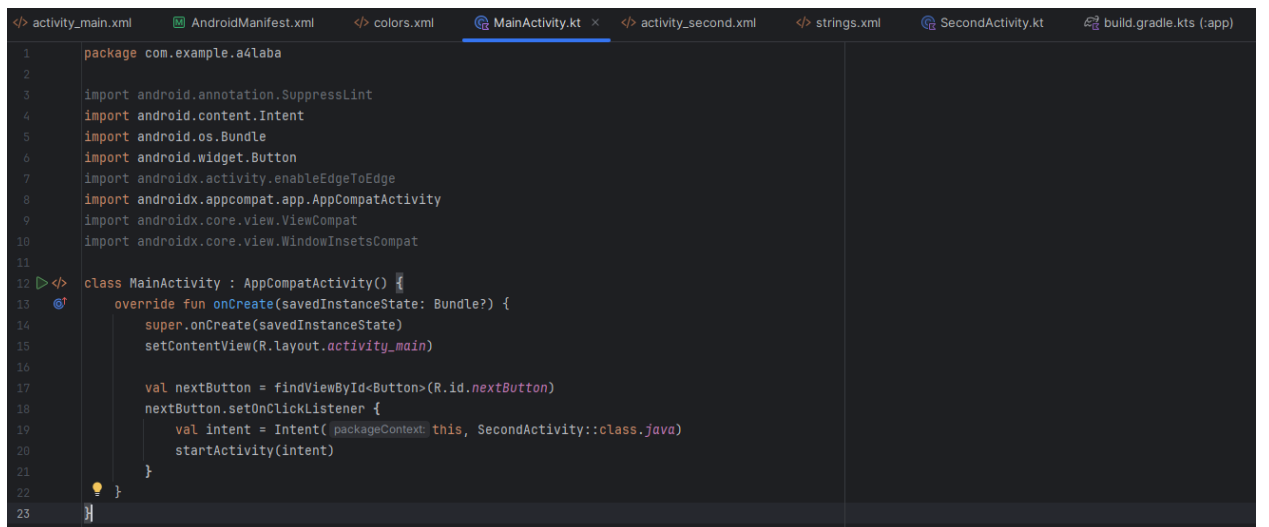 activity_main.xml AndroidManifest.xml colors.xml MainActivity.kt activity_second.xml strings.xml SecondActivity.kt build.gradle.kts (:app)
1 package com.example.a4laba
2
3 import android.annotation.SuppressLint
4 import android.content.Intent
5 import android.os.Bundle
6 import android.widget.Button
7 import androidx.activity.enableEdgeToEdge
8 import androidx.appcompat.app.AppCompatActivity
9 import androidx.core.view.ViewCompat
10 import androidx.core.view.WindowInsetsCompat
11
12 class MainActivity : AppCompatActivity() {
13     override fun onCreate(savedInstanceState: Bundle?) {
14         super.onCreate(savedInstanceState)
15         setContentView(R.layout.activity_main)
16
17         val nextButton = findViewById<Button>(R.id.nextButton)
18         nextButton.setOnClickListener {
19             val intent = Intent( packageContext: this, SecondActivity::class.java)
20             startActivity(intent)
21         }
22     }
23 }